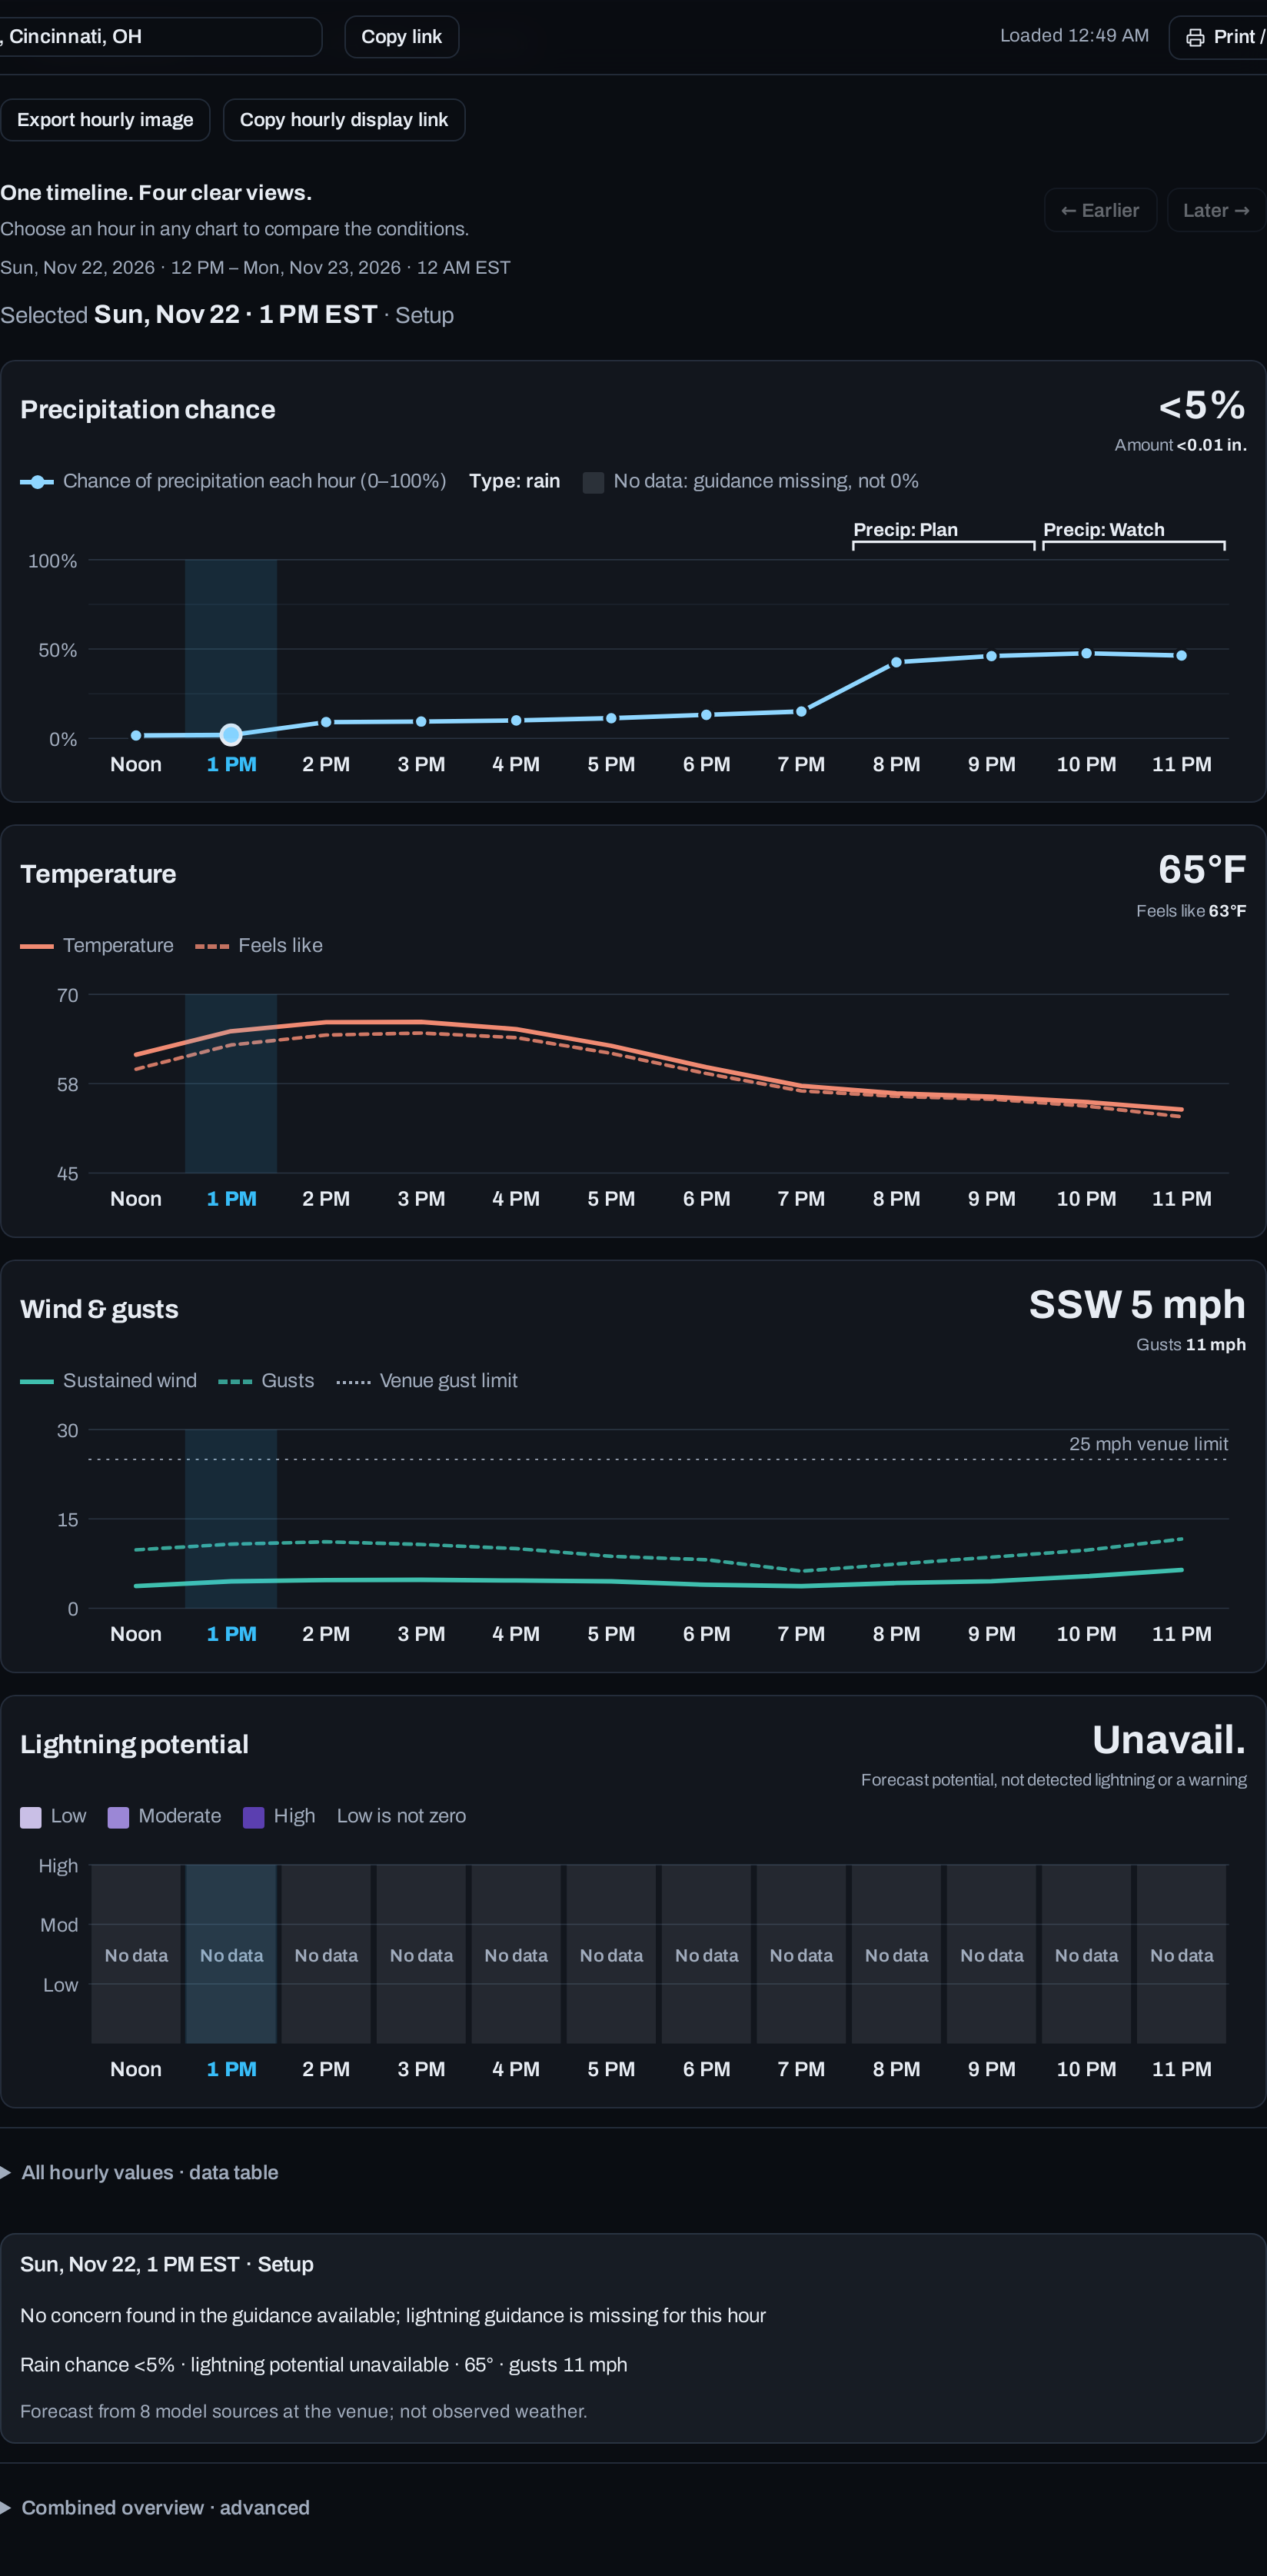 , Cincinnati, OH
Copy link
Loaded 12:49 AM
Print /
Export hourly image
Copy hourly display link
One timeline. Four clear views.
Choose an hour in any chart to compare the conditions.
Sun, Nov 22, 2026 · 12 PM – Mon, Nov 23, 2026 · 12 AM EST
← Earlier
Later →
Selected Sun, Nov 22 · 1 PM EST · Setup
Precipitation chance
<5%
Amount <0.01 in.
Chance of precipitation each hour (0–100%)
Type: rain
No data: guidance missing, not 0%
Precip: Plan
Precip: Watch
100%
50%
0%
Noon 1 PM 2 PM 3 PM 4 PM 5 PM 6 PM 7 PM 8 PM 9 PM 10 PM 11 PM
Temperature
65°F
Feels like 63°F
Temperature
Feels like
70
58
45
Noon 1 PM 2 PM 3 PM 4 PM 5 PM 6 PM 7 PM 8 PM 9 PM 10 PM 11 PM
Wind & gusts
SSW 5 mph
Gusts 11 mph
Sustained wind
Gusts
Venue gust limit
30
25 mph venue limit
15
0
Noon 1 PM 2 PM 3 PM 4 PM 5 PM 6 PM 7 PM 8 PM 9 PM 10 PM 11 PM
Lightning potential
Unavail.
Forecast potential, not detected lightning or a warning
Low
Moderate
High
Low is not zero
High
Mod
No data No data No data No data No data No data No data No data No data No data No data No data
Low
Noon 1 PM 2 PM 3 PM 4 PM 5 PM 6 PM 7 PM 8 PM 9 PM 10 PM 11 PM
All hourly values · data table
Sun, Nov 22, 1 PM EST · Setup
No concern found in the guidance available; lightning guidance is missing for this hour
Rain chance <5% · lightning potential unavailable · 65° · gusts 11 mph
Forecast from 8 model sources at the venue; not observed weather.
Combined overview · advanced